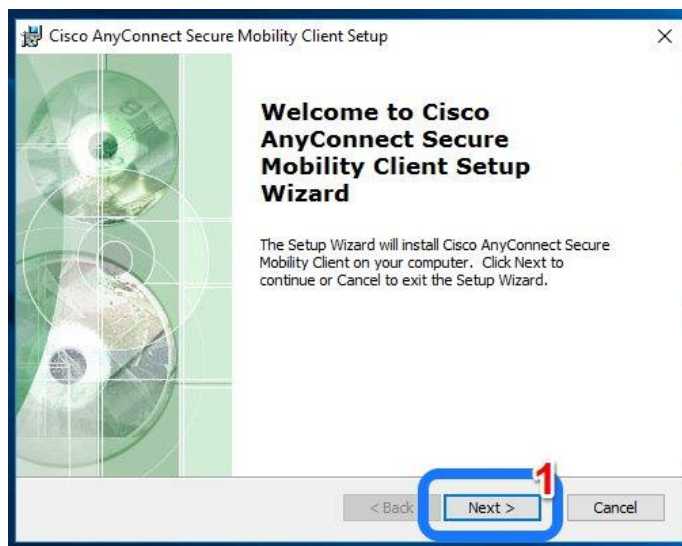 Cisco AnyConnect Secure Mobility Client Setup
Welcome to Cisco
AnyConnect Secure
Mobility Client Setup
Wizard
The Setup Wizard will install Cisco AnyConnect Secure
Mobility Client on your computer. Click Next to
continue or Cancel to exit the Setup Wizard.
1
< Back Next > Cancel